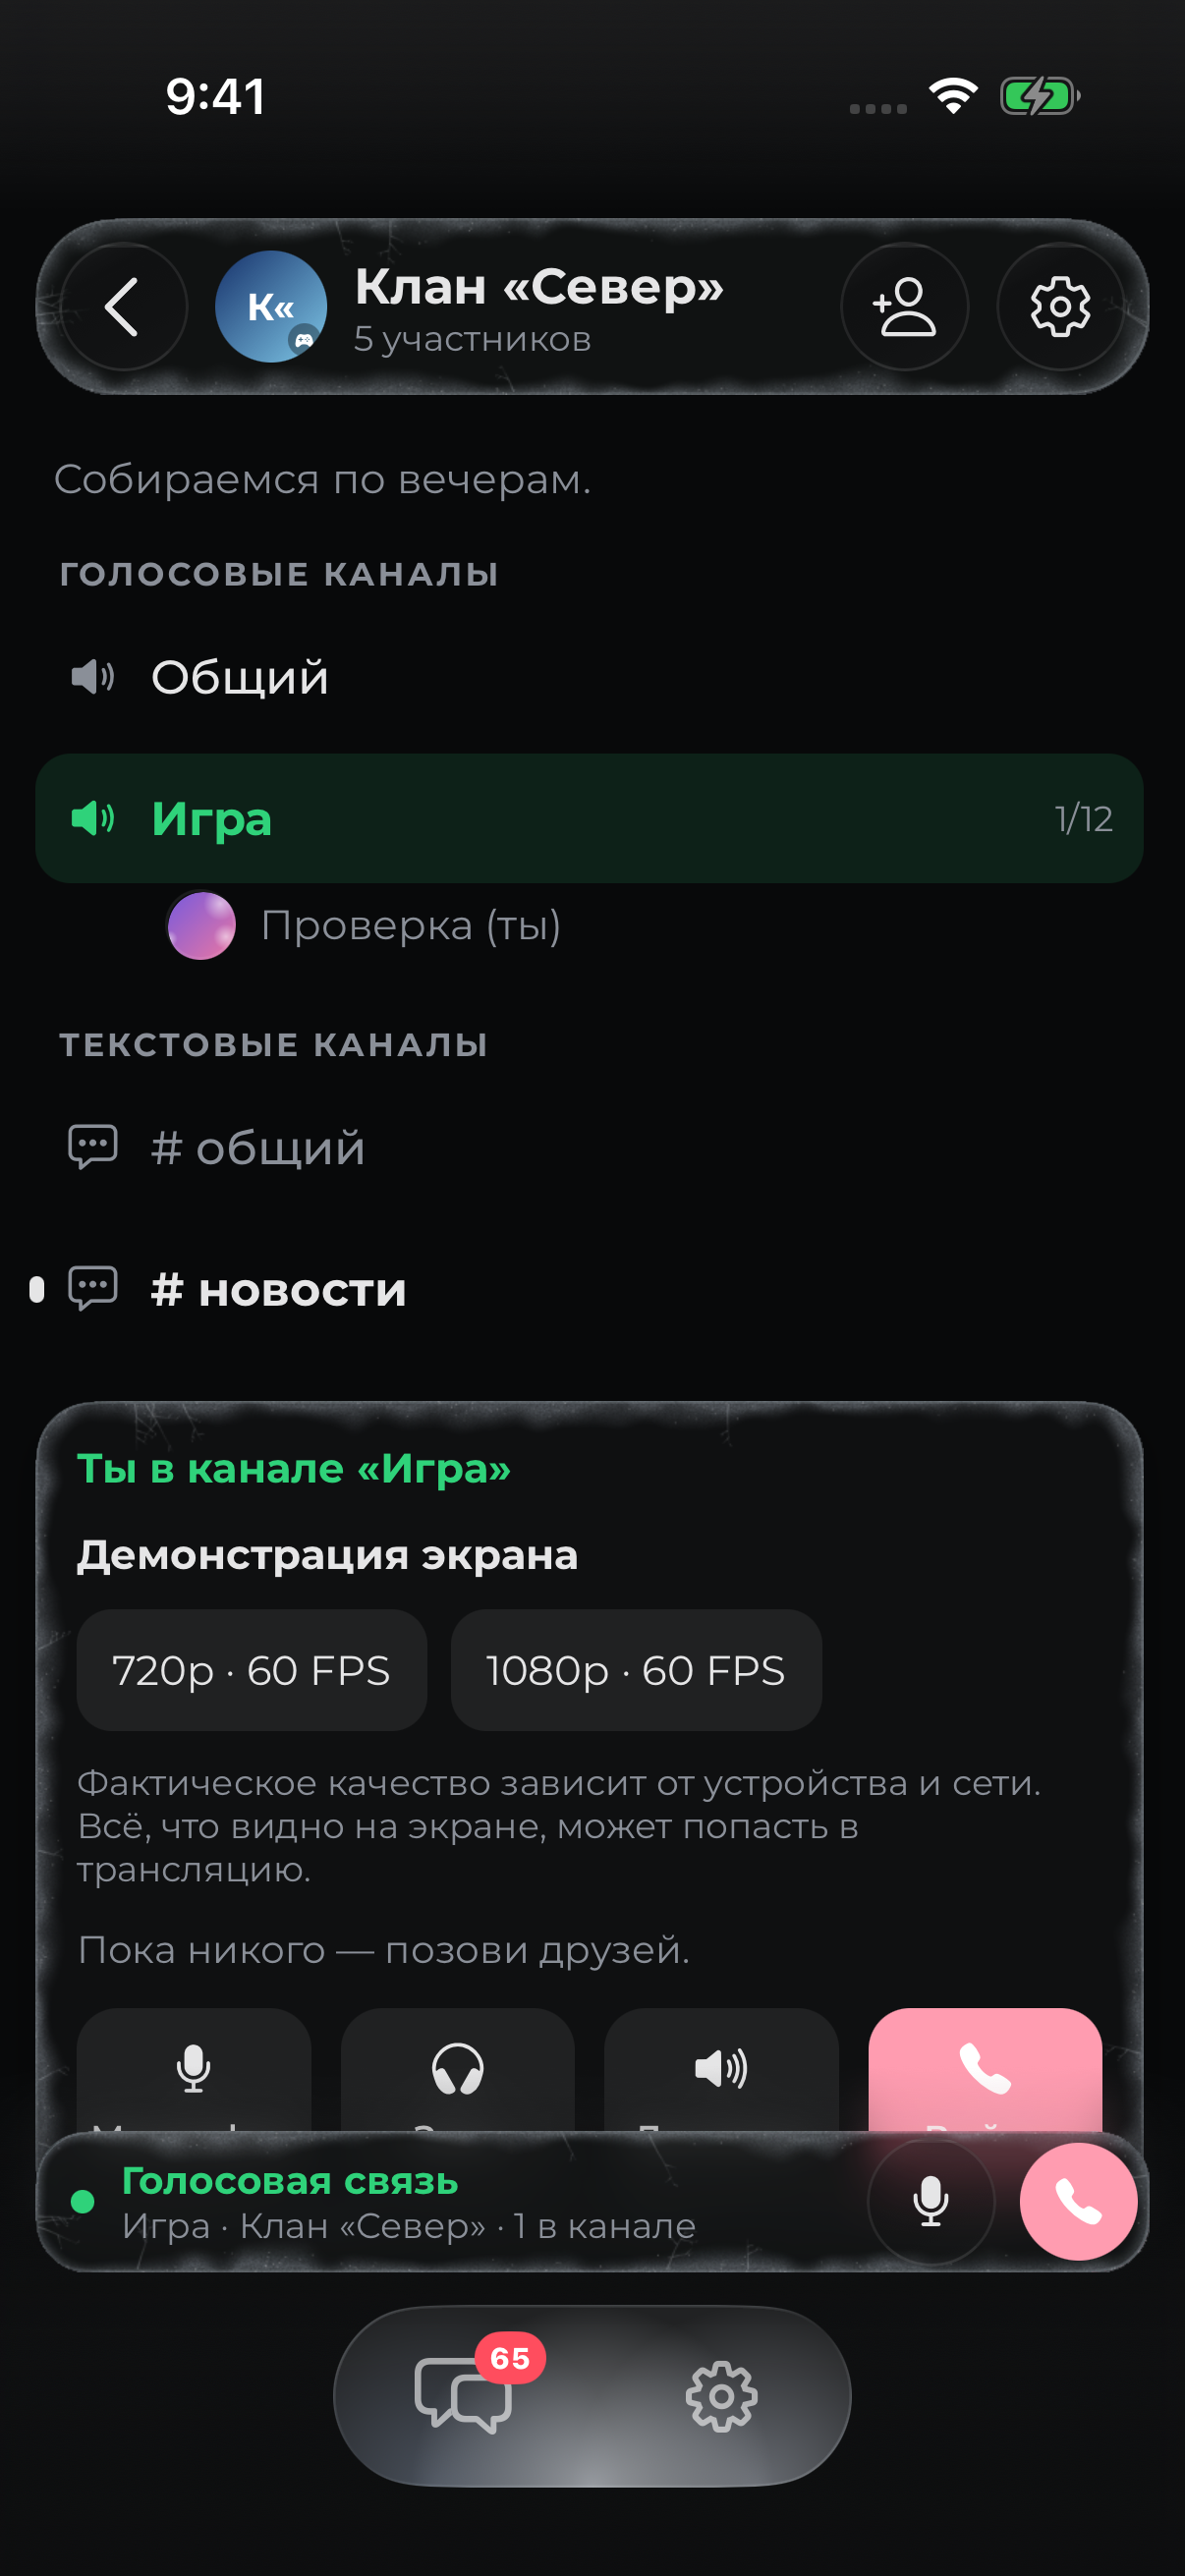 9:41
К«
Клан «Север»
5 участников
Собираемся по вечерам.
ГОЛОСОВЫЕ КАНАЛЫ
Общий
Игра
1/12
Проверка (ты)
ТЕКСТОВЫЕ КАНАЛЫ
# общий
# новости
Ты в канале «Игра»
Демонстрация экрана
720p · 60 FPS
1080p · 60 FPS
Фактическое качество зависит от устройства и сети.
Всё, что видно на экране, может попасть в
трансляцию.
Пока никого — позови друзей.
Голосовая связь
Игра · Клан «Север» · 1 в канале
65